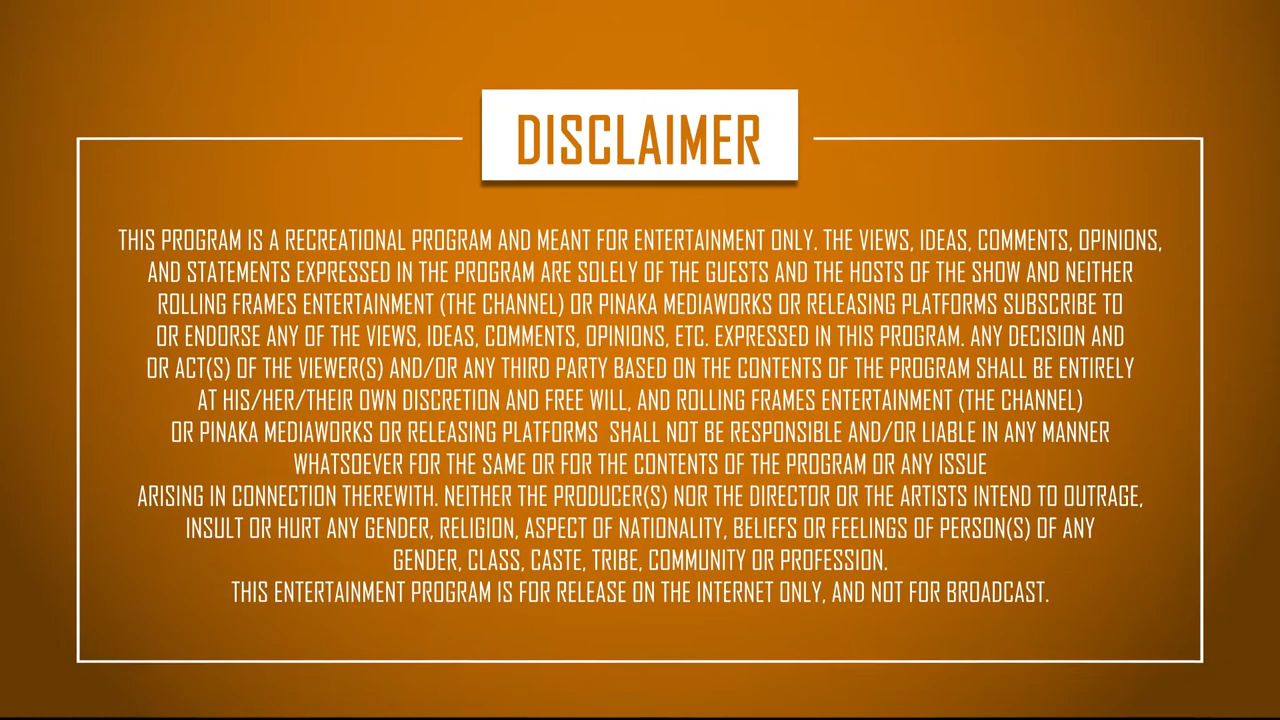 DISCLAIMER
THIS PROGRAM IS A RECREATIONAL PROGRAM AND MEANT FOR ENTERTAINMENT ONLY. THE VIEWS, IDEAS, COMMENTS, OPINIONS,
AND STATEMENTS EXPRESSED IN THE PROGRAM ARE SOLELY OF THE GUESTS AND THE HOSTS OF THE SHOW AND NEITHER
ROLLING FRAMES ENTERTAINMENT (THE CHANNEL) OR PINAKA MEDIAWORKS OR RELEASING PLATFORMS SUBSCRIBE TO
OR ENDORSE ANY OF THE VIEWS, IDEAS, COMMENTS, OPINIONS, ETC. EXPRESSED IN THIS PROGRAM. ANY DECISION AND
OR ACT(S) OF THE VIEWER(S) AND/OR ANY THIRD PARTY BASED ON THE CONTENTS OF THE PROGRAM SHALL BE ENTIRELY
AT HIS/HER/THEIR OWN DISCRETION AND FREE WILL, AND ROLLING FRAMES ENTERTAINMENT (THE CHANNEL)
OR PINAKA MEDIAWORKS OR RELEASING PLATFORMS SHALL NOT BE RESPONSIBLE AND/OR LIABLE IN ANY MANNER
WHATSOEVER FOR THE SAME OR FOR THE CONTENTS OF THE PROGRAM OR ANY ISSUE
ARISING IN CONNECTION THEREWITH. NEITHER THE PRODUCER(S) NOR THE DIRECTOR OR THE ARTISTS INTEND TO OUTRAGE,
INSULT OR HURT ANY GENDER, RELIGION, ASPECT OF NATIONALITY, BELIEFS OR FEELINGS OF PERSON(S) OF ANY
GENDER, CLASS, CASTE, TRIBE, COMMUNITY OR PROFESSION.
THIS ENTERTAINMENT PROGRAM IS FOR RELEASE ON THE INTERNET ONLY, AND NOT FOR BROADCAST.